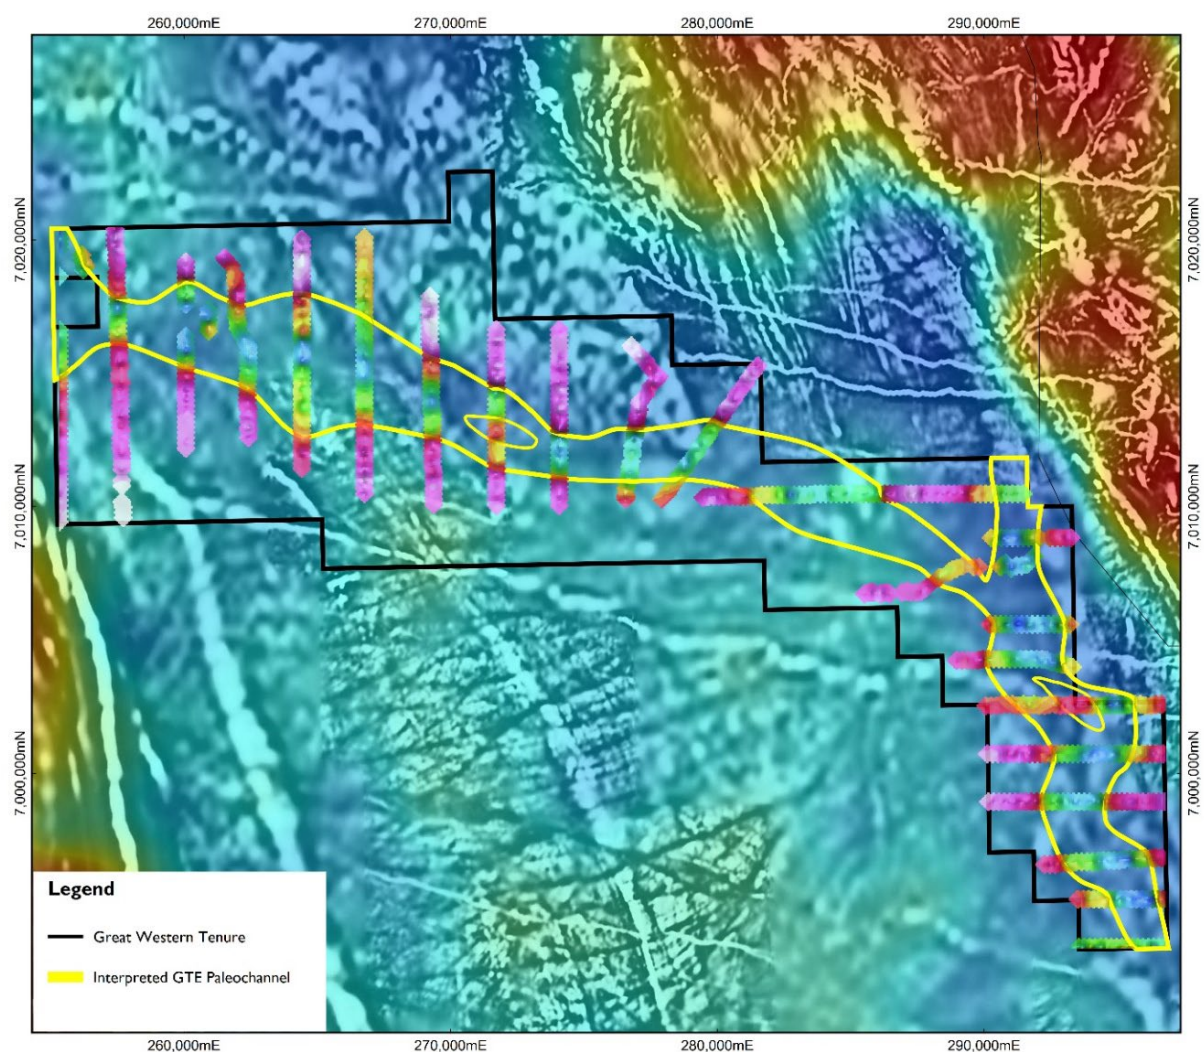 260,000mE
270,000mE
280,000mE
290,000mE
7,020,000mN
7,020,000mN
7,010,000mN
7,010,000mN
7,000,000mN
7,000,000mN
Legend
Great Western Tenure
Interpreted GTE Paleochannel
260,000mE
270,000mE
280,000mE
290,000mE